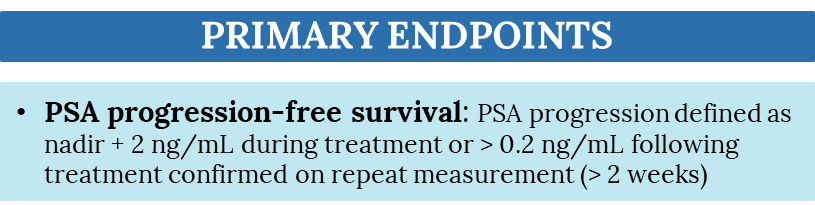 PRIMARY ENDPOINTS
• PSA progression-free survival: PSA progression defined as
nadir + 2 ng/mL during treatment or > 0.2 ng/mL following
treatment confirmed on repeat measurement (> 2 weeks)